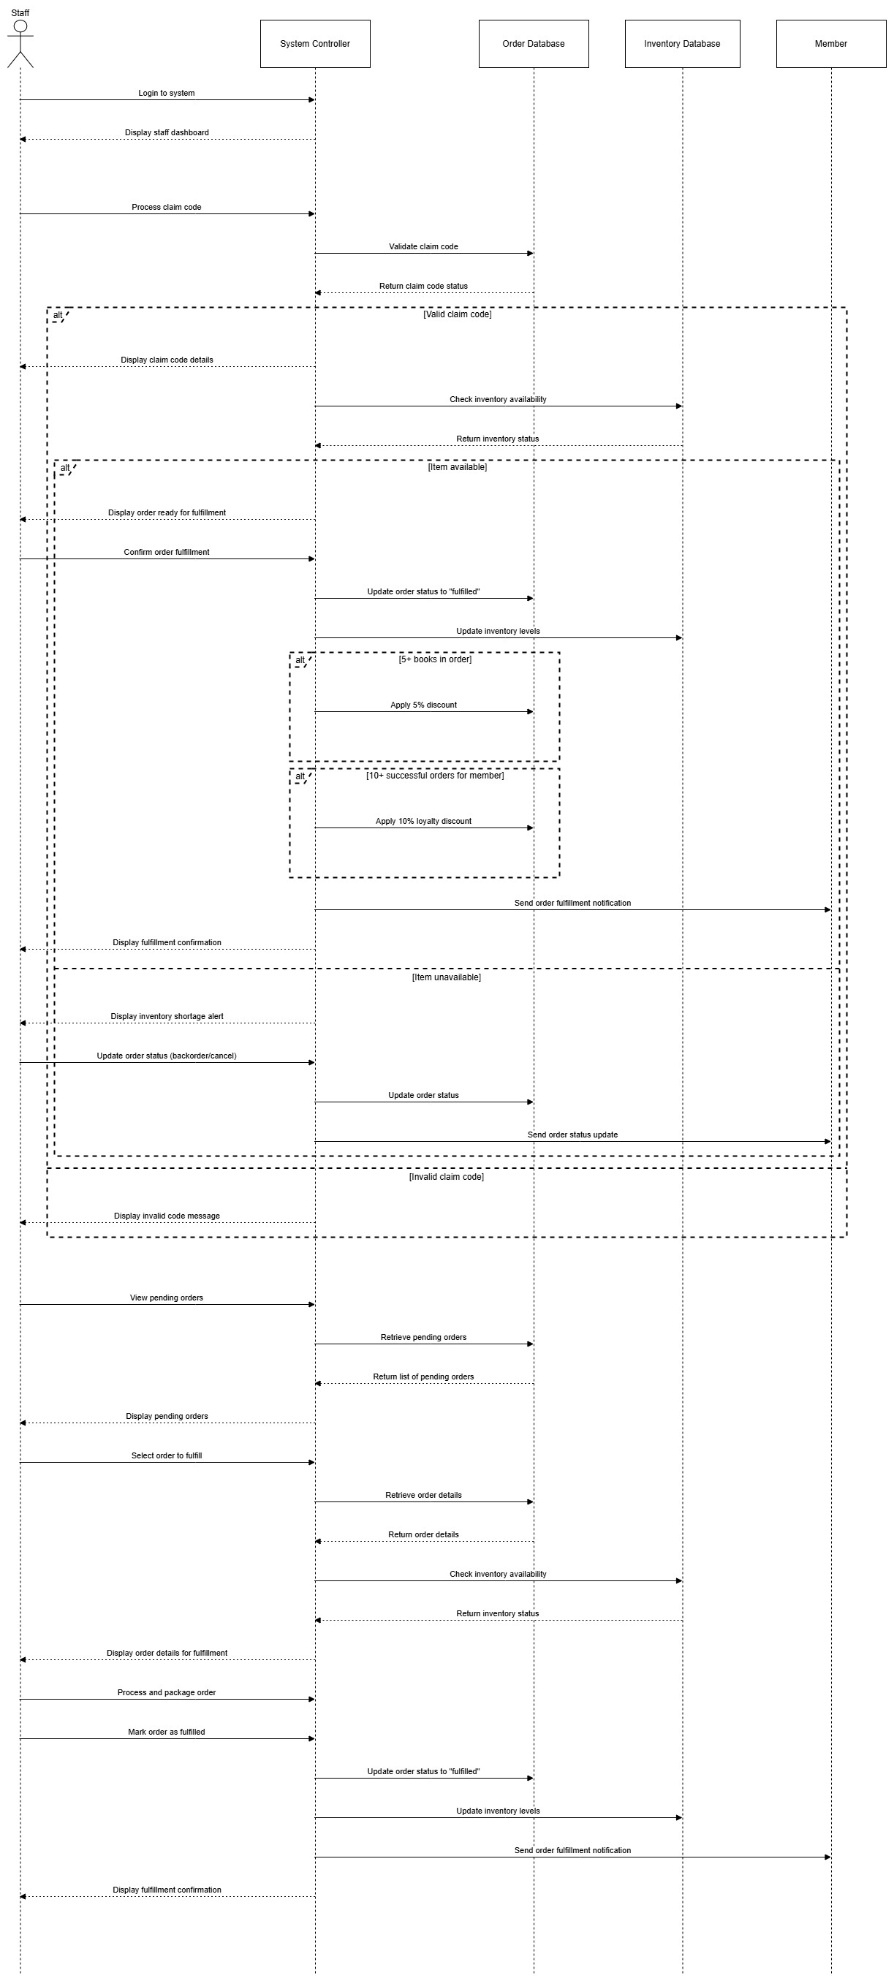 Staff
System Controller
Order Database
Inventory Database
Member
Login to system
Display staff dashboard
Process claim code
Validate claim code
Return claim code status
alt
[Valid claim code]
Display claim code details
Check inventory availability
Return inventory status
alt
[Item available]
Display order ready for fulfillment
Confirm order fulfillment
Update order status to "fulfilled"
Update inventory levels
alt
[5+ books in order]
Apply 5% discount
alt
[10+ successful orders for member]
Apply 10% loyalty discount
Send order fulfillment notification
Display fulfillment confirmation
[Item unavailable]
Display inventory shortage alert
Update order status (backorder/cancel)
Update order status
Send order status update
[Invalid claim code]
Display invalid code message
View pending orders
Retrieve pending orders
Return list of pending orders
Display pending orders
Select order to fulfill
Retrieve order details
Return order details
Check inventory availability
Return inventory status
Display order details for fulfillment
Process and package order
Mark order as fulfilled
Update order status to "fulfilled"
Update inventory levels
Send order fulfillment notification
Display fulfillment confirmation